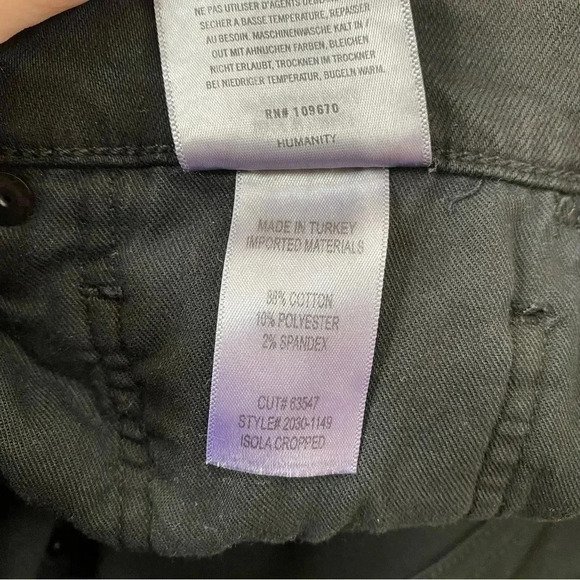 NE PAS UTILISER D'AGENTS DE
SECHER A BASSE TEMPERATURE, REPASSER
AU BESOIN. MASCHINENWASCHE KALT IN /
OUT MIT AHNLICHEN FARBEN, BLEICHEN
NICHT ERLAUBT, TROCKNEN IM TROCKNER
BEI NIEDRIGER TEMPERATUR, BUGELN WARM.
RN# 109670
HUMANITY
MADE IN TURKEY
IMPORTED MATERIALS
88% COTTON
10% POLYESTER
2% SPANDEX
CUT# 63547
STYLE# 2030-1149
ISOLA CROPPED